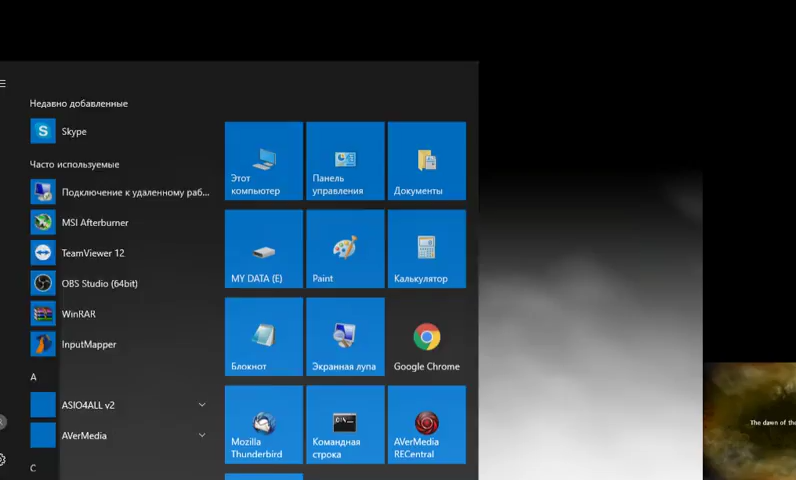 Недавно добавленные
Skype
Часто используемые
Подключение к удаленному раб...
MSI Afterburner
TeamViewer 12
OBS Studio (64bit)
WinRAR
InputMapper
A
ASIO4ALL v2
AVerMedia
C
Этот
компьютер
Панель
управления
Документы
MY DATA (E)
Paint
Калькулятор
Блокнот
Экранная лупа
Google Chrome
Mozilla
Thunderbird
Командная
строка
AVerMedia
RECentral
The dawn of the